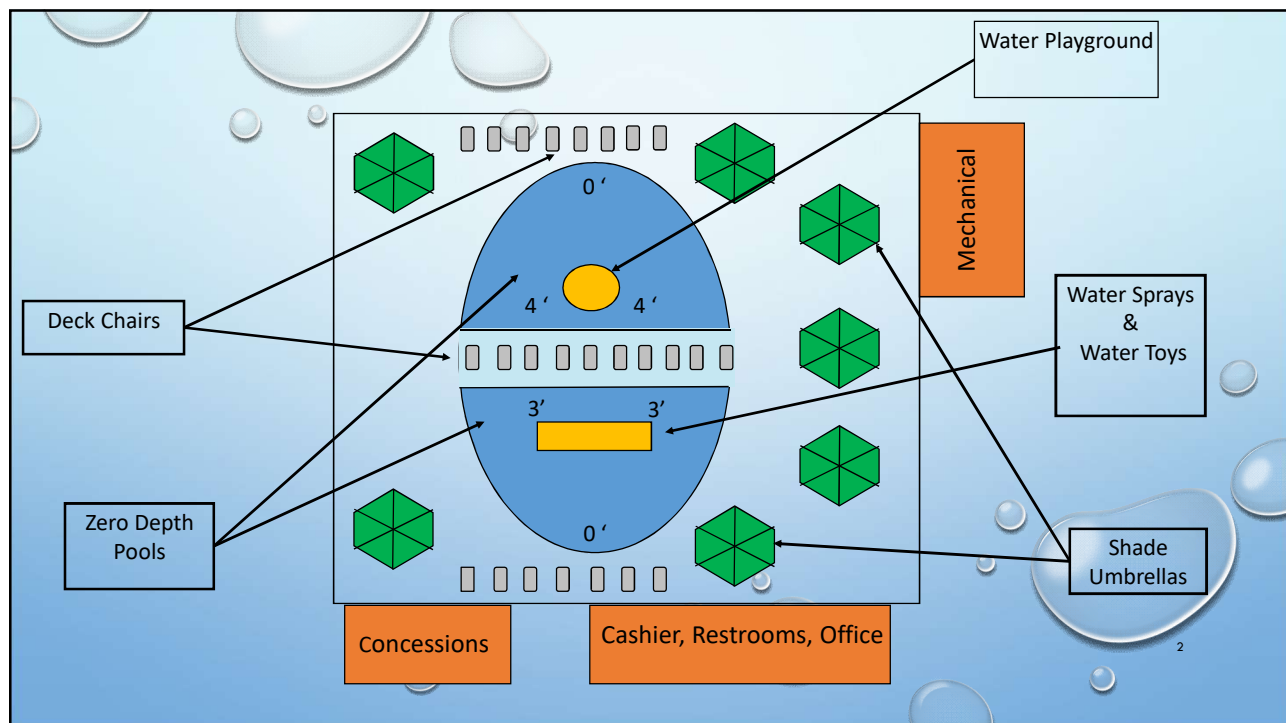 Water Playground
0 ‘
Mechanical
4 ‘ 4 ‘
Water Sprays
&
Water Toys
Deck Chairs
3’ 3’
Zero Depth
Pools
0‘
Shade
Umbrellas
Concessions
Cashier, Restrooms, Office
2